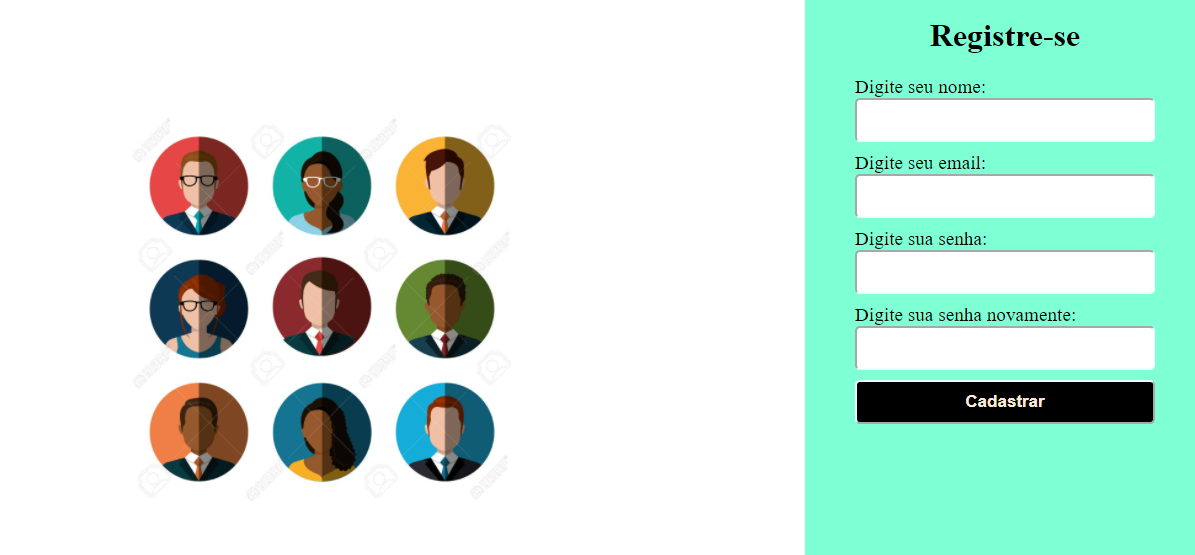 Registre-se
Digite seu nome:
Digite seu email:
Digite sua senha:
Digite sua senha novamente:
Cadastrar